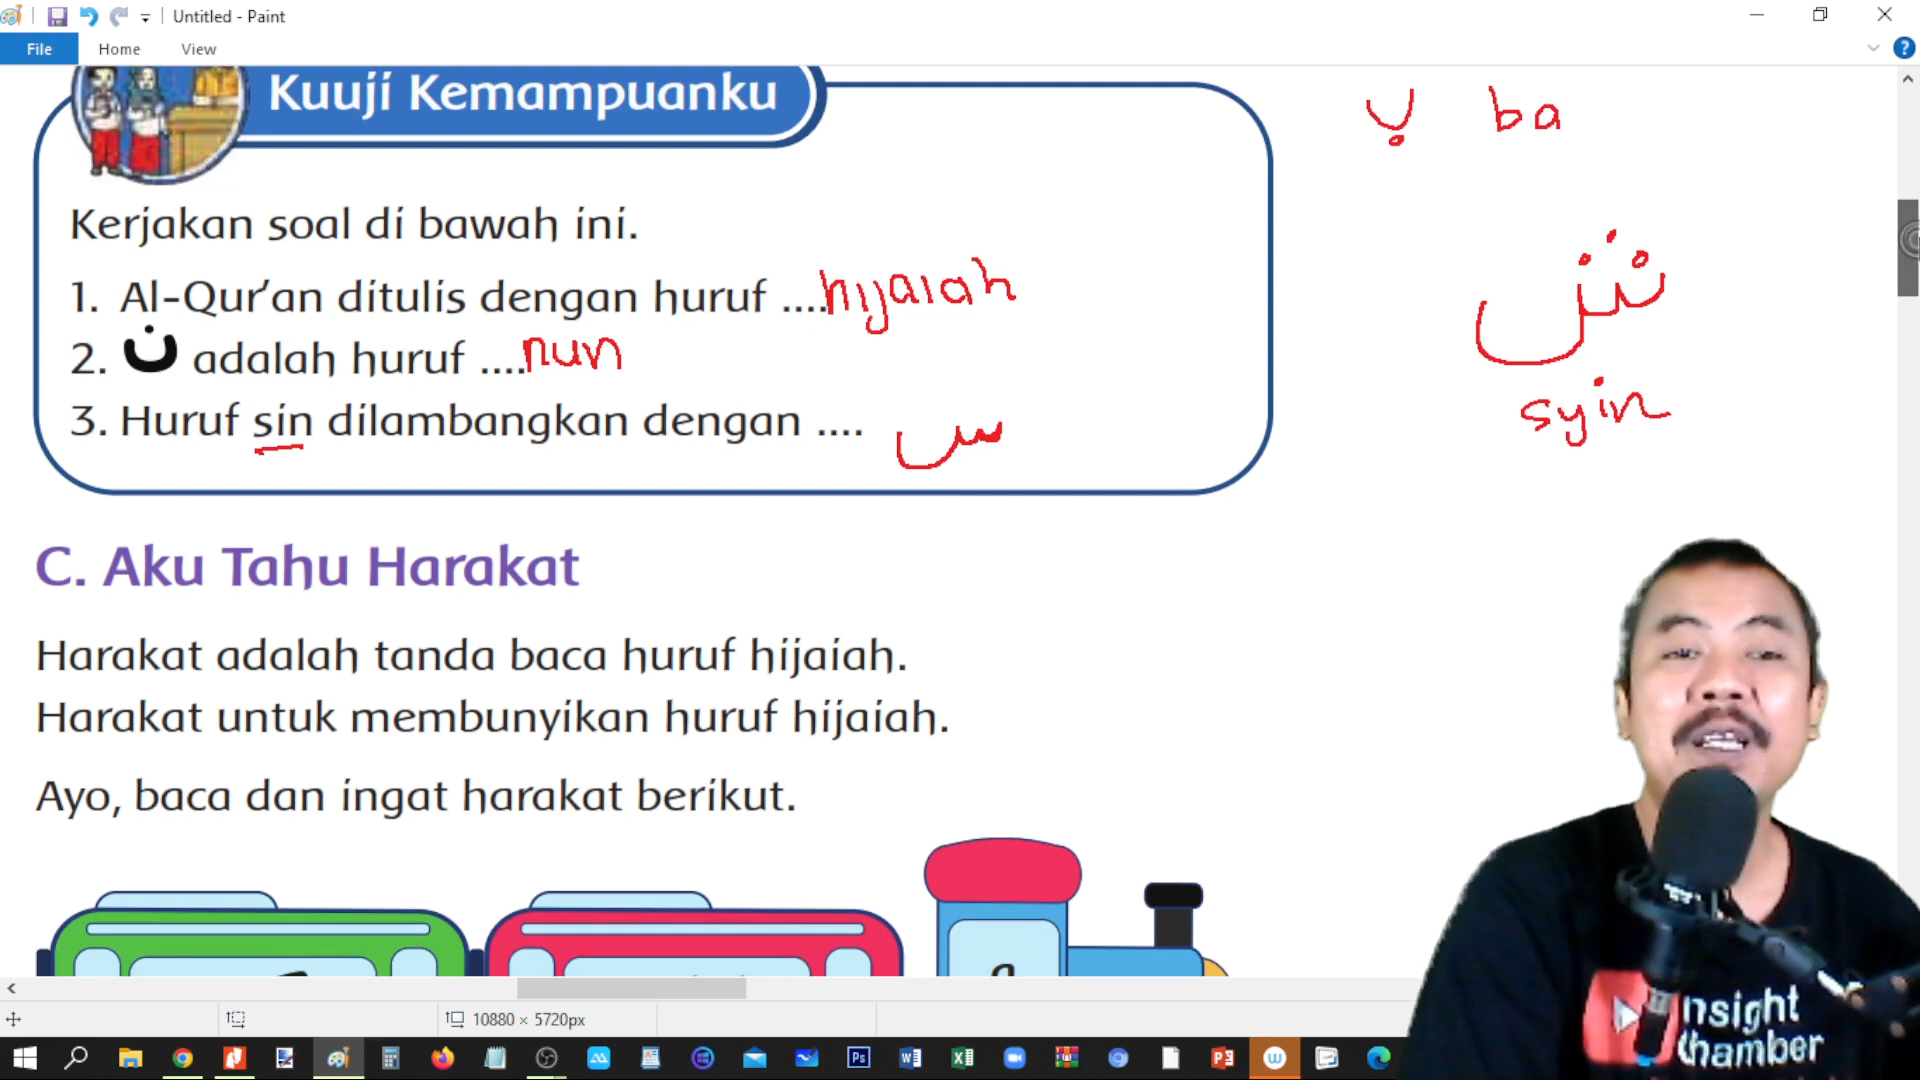 Untitled - Paint
File Home View
Kuuji Kemampuanku
Kerjakan soal di bawah ini.
1. Al-Qur'an ditulis dengan huruf .... hijaiah
2. ن adalah huruf .... nun
3. Huruf sin dilambangkan dengan .... س
ب ba
ش
syin
C. Aku Tahu Harakat
Harakat adalah tanda baca huruf hijaiah.
Harakat untuk membunyikan huruf hijaiah.
Ayo, baca dan ingat harakat berikut.
10880 × 5720px
insight
chamber